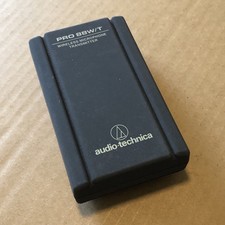 PRO 88W/T
WIRELESS MICROPHONE
TRANSMITTER
audio-technica